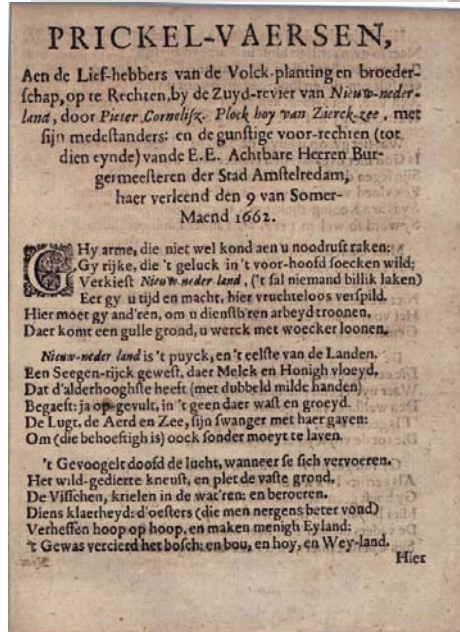 PRICKEL-VAERSEN,
Aen de Lief-hebbers van de Volck-planting en broeder-
schap, op te Rechten, by de Zuyd-revier van Nieuw-neder-
land, door Pieter Cornelisz. Plock hoy van Zierck-zee, met
sijn medestanders: en de gunstige voor-rechten (tot
dien eynde) vande E.E. Achtbare Heeren Bur-
germeesteren der Stad Amstelredam,
haer verleend den 9 van Somer-
Maend 1662.
GHy arme, die niet wel kond aen u noodruft raken:
Gy rijke, die 't geluck in 't voor-hoofd soecken wild;
Verkiest Nieuw-neder-land, ('t sal niemand billik laken)
Eer gy u tijd en macht, hier vruchteloos verspild.
Hier moet gy and'ren, om u dienstb'ren arbeyd troonen,
Daer komt een gulle grond, u werck met woecker loonen.
Nieuw-neder land is 't puyck, en 't eelste van de Landen.
Een Seegen-rijck gewest, daer Melck en Honigh vloeyd,
Dat d'alderhooghste heeft (met dubbeld milde handen)
Begaeft: ja op-gevult, in 't geen daer wast en groeyd.
De Lugt, de Aerd en Zee, sijn swanger met haer gaven:
Om (die behoeftigh is) oock sonder moeyt te laven.
't Gevoogelt doofd de lucht, wanneer se sich vervoeren.
Het wild-gedierte kneust, en plet de vaste grond,
De Visschen, krielen in de wat'ren: en beroeren.
Diens klaerheyd: d'oesters (die men nergens beter vond)
Verheffen hoop op hoop, en maken menigh Eyland:
't Gewas vercierd het bosch: en bou, en hoy, en Wey-land.
Hier